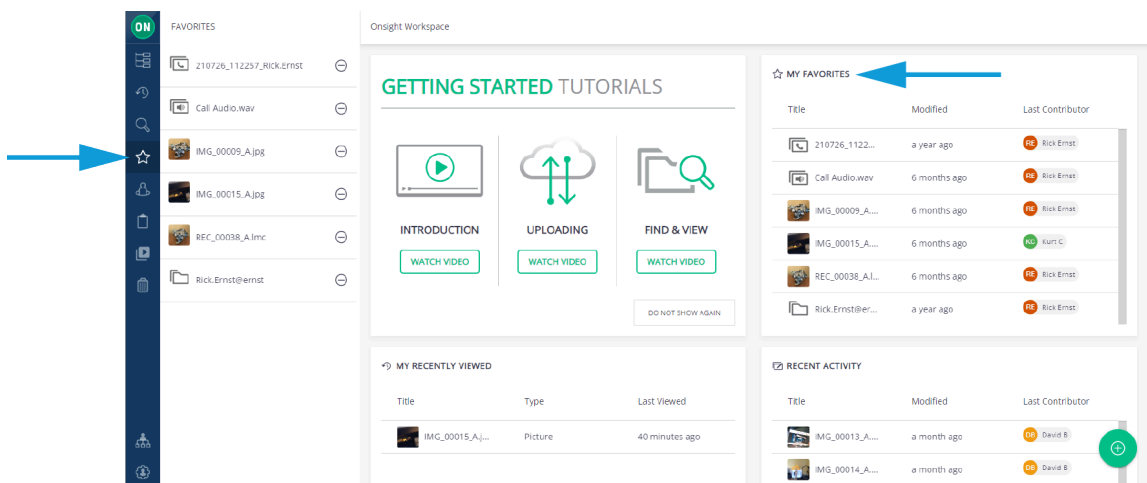 ON
FAVORITES
210726_112257_Rick.Ernst
Call Audio.wav
IMG_00009_A.jpg
IMG_00015_A.jpg
REC_00038_A.lmc
Rick.Ernst@ernst
Onsight Workspace
GETTING STARTED TUTORIALS
INTRODUCTION UPLOADING FIND & VIEW
WATCH VIDEO WATCH VIDEO WATCH VIDEO
DO NOT SHOW AGAIN
MY FAVORITES
Title Modified Last Contributor
210726_1122... a year ago RE Rick Ernst
Call Audio.wav 6 months ago RE Rick Ernst
IMG_00009_A.... 6 months ago RE Rick Ernst
IMG_00015_A.... 6 months ago KC Kurt C
REC_00038_A.l... 6 months ago RE Rick Ernst
Rick.Ernst@er... a year ago RE Rick Ernst
MY RECENTLY VIEWED
Title Type Last Viewed
IMG_00015_A.j... Picture 40 minutes ago
RECENT ACTIVITY
Title Modified Last Contributor
IMG_00013_A.... a month ago DB David B
IMG_00014_A.... a month ago DB David B